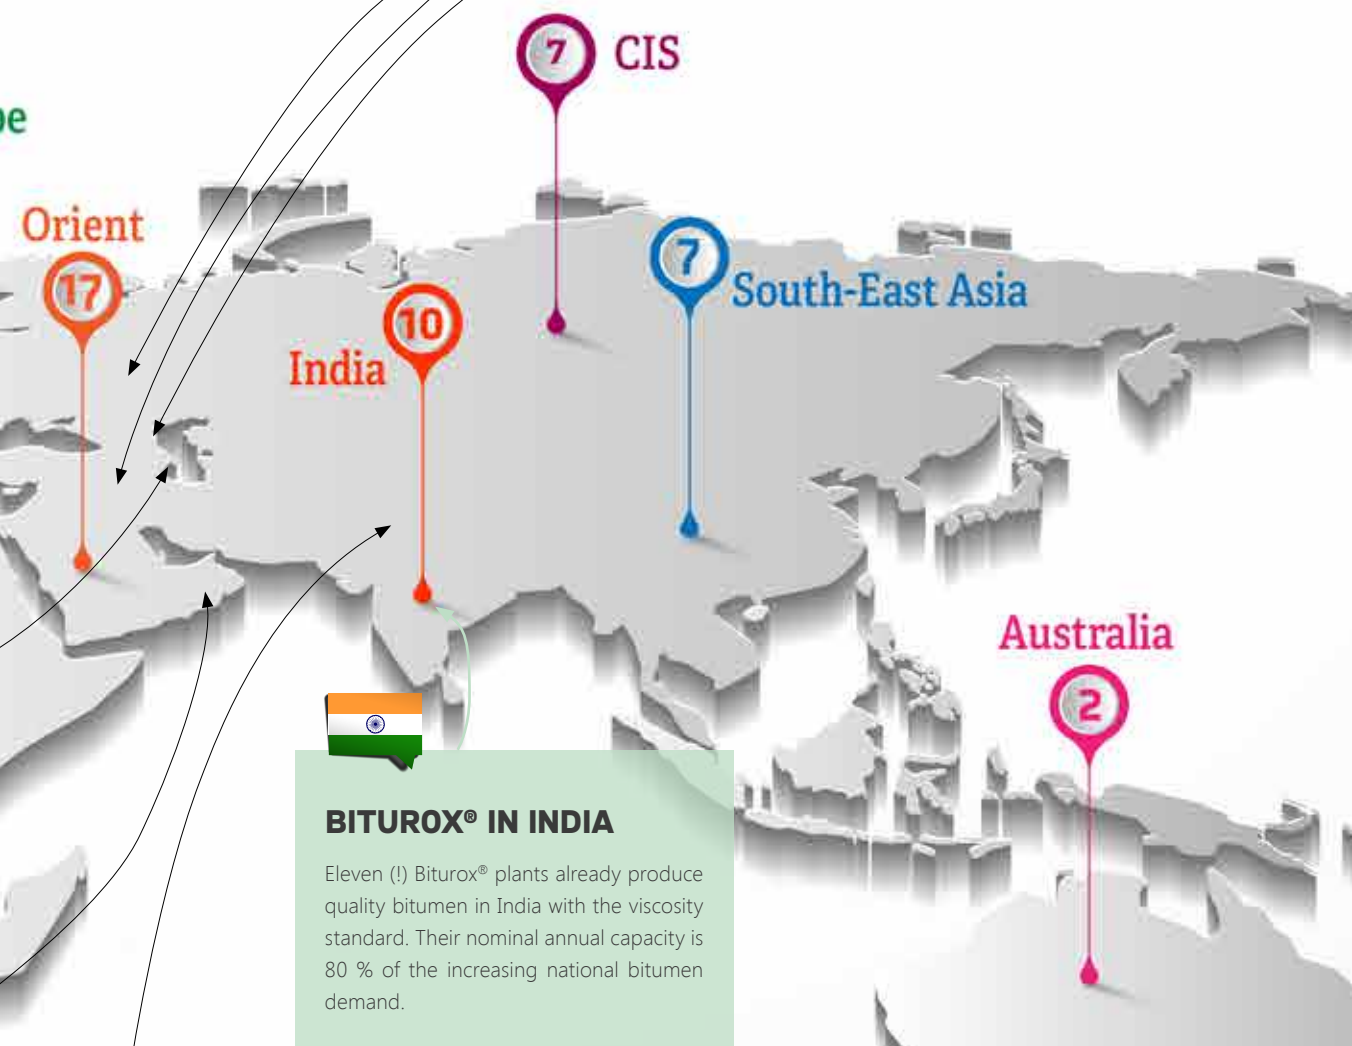 7 CIS
pe
Orient
17
7
South-East Asia
10
India
Australia
2
BITUROX® IN INDIA
Eleven (!) Biturox® plants already produce
quality bitumen in India with the viscosity
standard. Their nominal annual capacity is
80 % of the increasing national bitumen
demand.